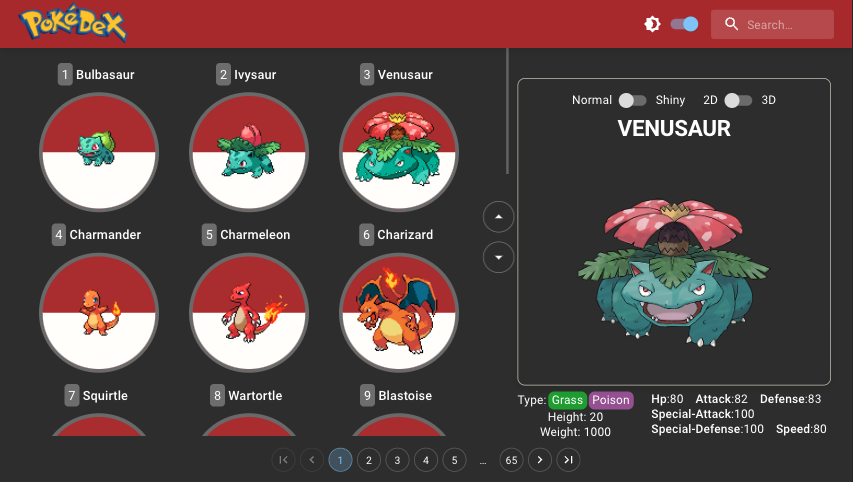 PoKéDeX
Search…
1 Bulbasaur
2 Ivysaur
3 Venusaur
4 Charmander
5 Charmeleon
6 Charizard
7 Squirtle
8 Wartortle
9 Blastoise
1 2 3 4 5 … 65
Normal Shiny 2D 3D
VENUSAUR
Type: Grass Poison
Height: 20
Weight: 1000
Hp:80 Attack:82 Defense:83
Special-Attack:100
Special-Defense:100 Speed:80